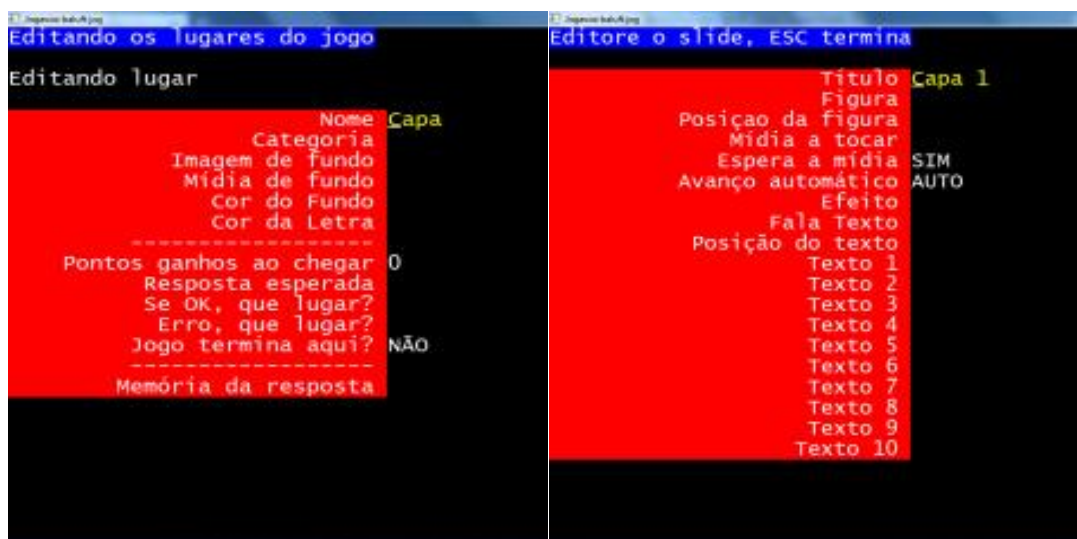 Editando os lugares do jogo
Editando lugar
Nome Capa
Categoria
Imagem de fundo
Mídia de fundo
Cor do Fundo
Cor da Letra
-------------------
Pontos ganhos ao chegar 0
Resposta esperada
Se OK, que lugar?
Erro, que lugar?
Jogo termina aqui? NÃO
-------------------
Memória da resposta
Editore o slide, ESC termina
Título Capa 1
Figura
Posiçao da figura
Mídia a tocar
Espera a mídia SIM
Avanço automático AUTO
Efeito
Fala Texto
Posição do texto
Texto 1
Texto 2
Texto 3
Texto 4
Texto 5
Texto 6
Texto 7
Texto 8
Texto 9
Texto 10